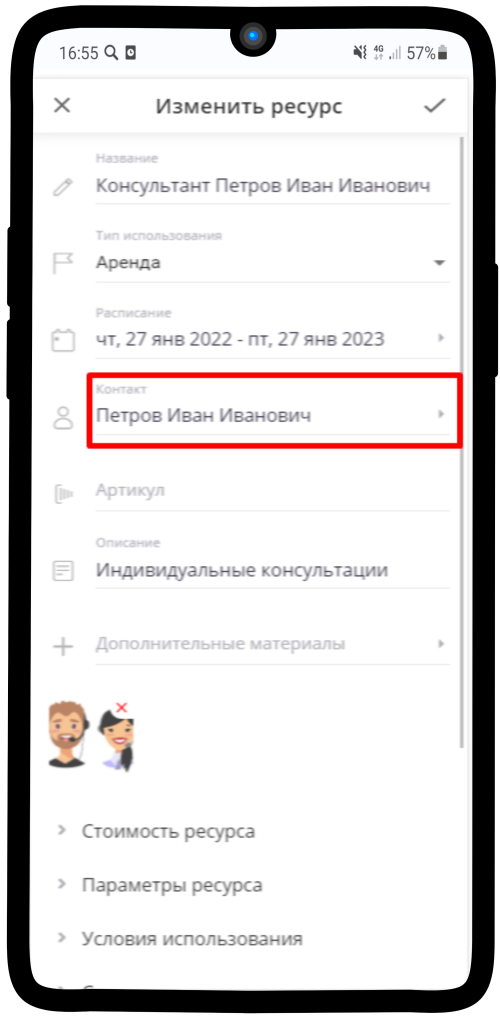 16:55 4G 57%
Изменить ресурс
Название
Консультант Петров Иван Иванович
Тип использования
Аренда
Расписание
чт, 27 янв 2022 - пт, 27 янв 2023
Контакт
Петров Иван Иванович
Артикул
Описание
Индивидуальные консультации
Дополнительные материалы
Стоимость ресурса
Параметры ресурса
Условия использования